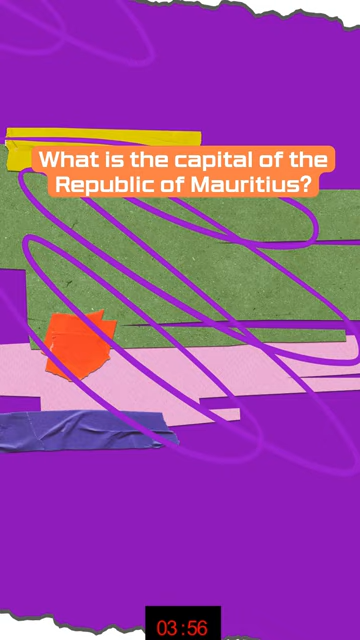 What is the capital of the
Republic of Mauritius?
03:56